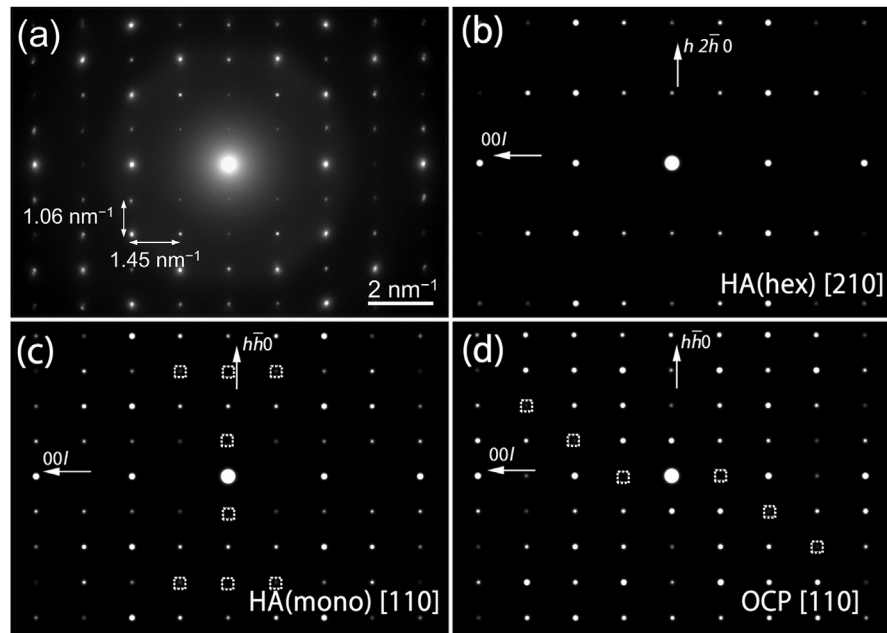 (a)
1.06 nm⁻¹
1.45 nm⁻¹
2 nm⁻¹
(b)
h 2h̅ 0
00l
HA(hex) [210]
(c)
hh̅0
00l
HA(mono) [110]
(d)
hh̅0
00l
OCP [110]